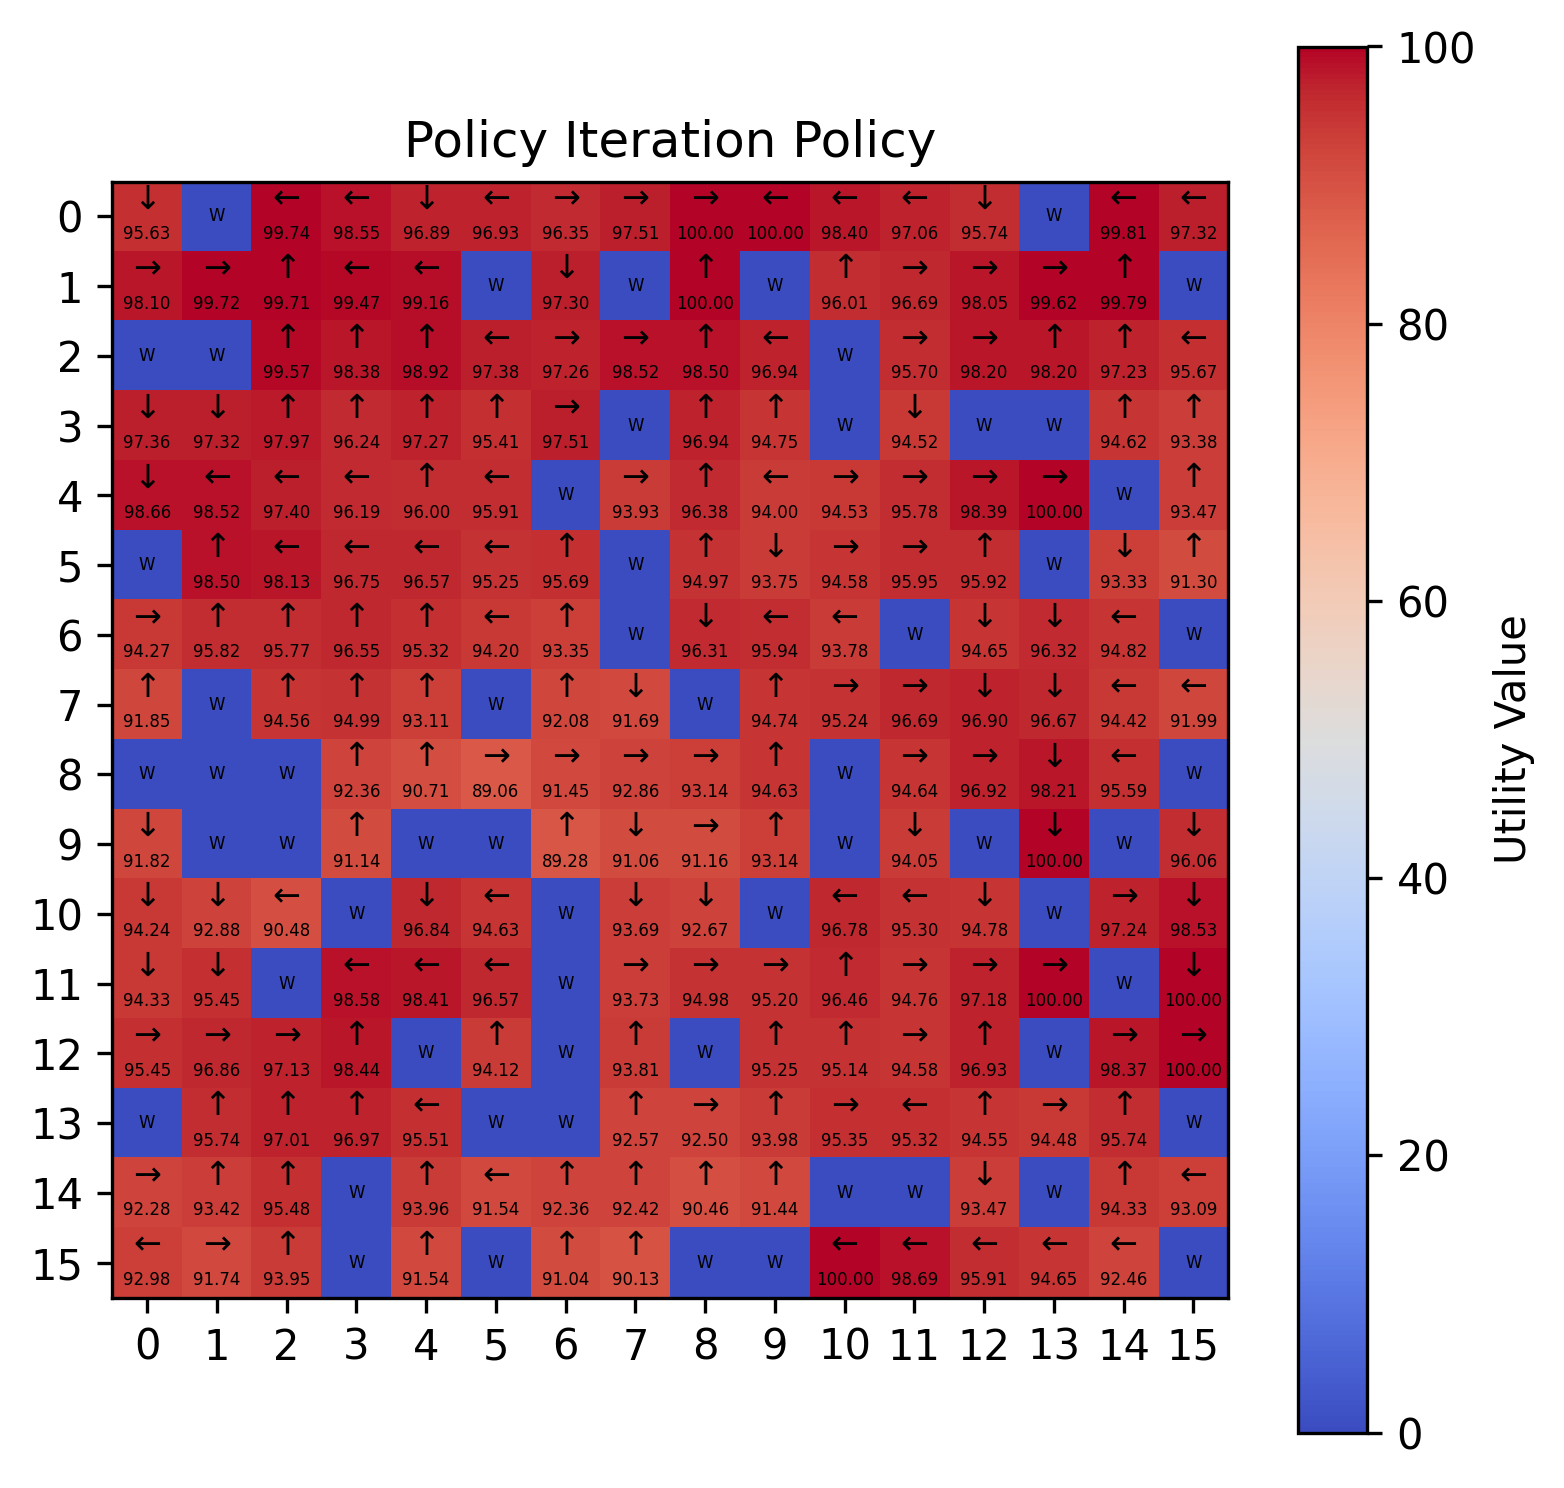 Policy Iteration Policy
0 ↓ W ← ← ↓ ← → → → ← ← ← ↓ W ← ←
95.63 99.74 98.55 96.89 96.93 96.35 97.51 100.00 100.00 98.40 97.06 95.74 99.81 97.32
1 → → ↑ ← ← W ↓ W ↑ W ↑ → → → ↑ W
98.10 99.72 99.71 99.47 99.16 97.30 100.00 96.01 96.69 98.05 99.62 99.79
2 W W ↑ ↑ ↑ ← → → ↑ ← W → → ↑ ↑ ←
99.57 98.38 98.92 97.38 97.26 98.52 98.50 96.94 95.70 98.20 98.20 97.23 95.67
3 ↓ ↓ ↑ ↑ ↑ ↑ → W ↑ ↑ W ↓ W W ↑ ↑
97.36 97.32 97.97 96.24 97.27 95.41 97.51 96.94 94.75 94.52 94.62 93.38
4 ↓ ← ← ← ↑ ← W → ↑ ← → → → → W ↑
98.66 98.52 97.40 96.19 96.00 95.91 93.93 96.38 94.00 94.53 95.78 98.39 100.00 93.47
5 W ↑ ← ← ← ← ↑ W ↑ ↓ → → ↑ W ↓ ↑
98.50 98.13 96.75 96.57 95.25 95.69 94.97 93.75 94.58 95.95 95.92 93.33 91.30
6 → ↑ ↑ ↑ ↑ ← ↑ W ↓ ← ← W ↓ ↓ ← W
94.27 95.82 95.77 96.55 95.32 94.20 93.35 96.31 95.94 93.78 94.65 96.32 94.82
7 ↑ W ↑ ↑ ↑ W ↑ ↓ W ↑ → → ↓ ↓ ← ←
91.85 94.56 94.99 93.11 92.08 91.69 94.74 95.24 96.69 96.90 96.67 94.42 91.99
8 W W W ↑ ↑ → → → → ↑ W → → ↓ ← W
92.36 90.71 89.06 91.45 92.86 93.14 94.63 94.64 96.92 98.21 95.59
9 ↓ W W ↑ W W ↑ ↓ → ↑ W ↓ W ↓ W ↓
91.82 91.14 89.28 91.06 91.16 93.14 94.05 100.00 96.06
10 ↓ ↓ ← W ↓ ← W ↓ ↓ W ← ← ↓ W → ↓
94.24 92.88 90.48 96.84 94.63 93.69 92.67 96.78 95.30 94.78 97.24 98.53
11 ↓ ↓ W ← ← ← W → → → ↑ → → → W ↓
94.33 95.45 98.58 98.41 96.57 93.73 94.98 95.20 96.46 94.76 97.18 100.00 100.00
12 → → → ↑ W ↑ W ↑ W ↑ ↑ → ↑ W → →
95.45 96.86 97.13 98.44 94.12 93.81 95.25 95.14 94.58 96.93 98.37 100.00
13 W ↑ ↑ ↑ ← W W ↑ → ↑ → ← ↑ → ↑ W
95.74 97.01 96.97 95.51 92.57 92.50 93.98 95.35 95.32 94.55 94.48 95.74
14 → ↑ ↑ W ↑ ← ↑ ↑ ↑ ↑ W W ↓ W ↑ ←
92.28 93.42 95.48 93.96 91.54 92.36 92.42 90.46 91.44 93.47 94.33 93.09
15 ← → ↑ W ↑ W ↑ ↑ W W ← ← ← ← ← W
92.98 91.74 93.95 91.54 91.04 90.13 100.00 98.69 95.91 94.65 92.46
0 1 2 3 4 5 6 7 8 9 10 11 12 13 14 15
100
80
60
40
20
0
Utility Value